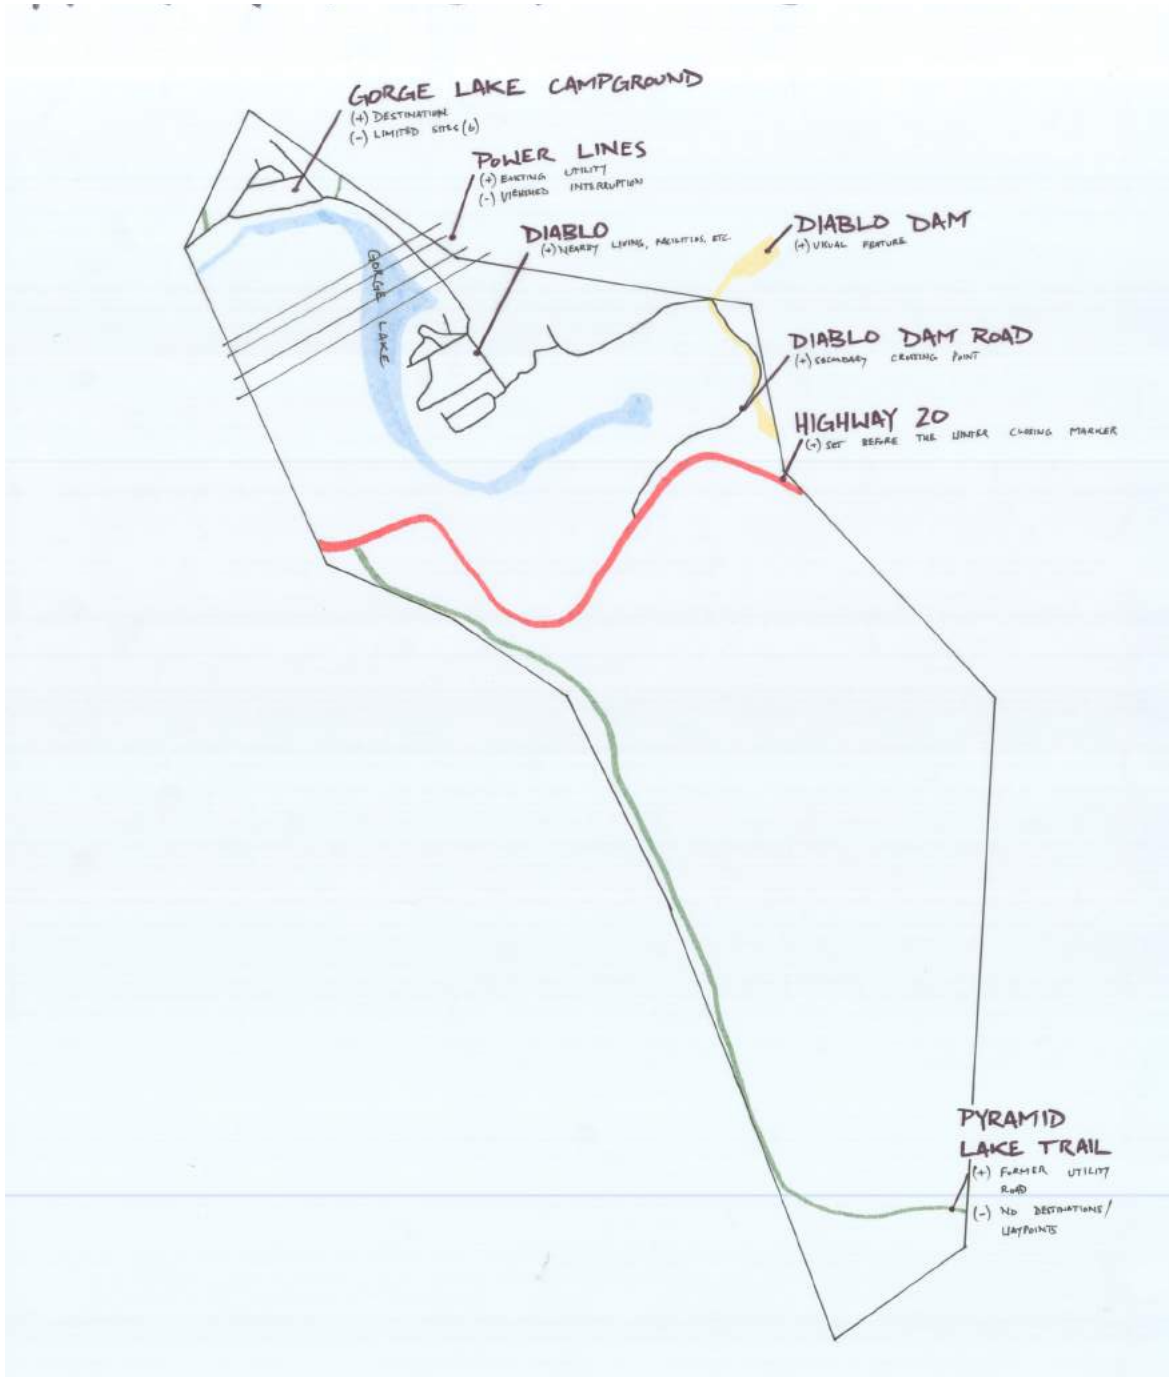 GORGE LAKE CAMPGROUND
(+) DESTINATION
(-) LIMITED SITES (6)
POWER LINES
(+) EXISTING UTILITY
(-) VIEWSHED INTERRUPTION
DIABLO
(+) NEARBY LIVING, FACILITIES, ETC.
DIABLO DAM
(+) VISUAL FEATURE
GORGE LAKE
DIABLO DAM ROAD
(+) SECONDARY CROSSING POINT
HIGHWAY 20
(+) SET BEFORE THE WINTER CLOSING MARKER
PYRAMID
LAKE TRAIL
(+) FORMER UTILITY
ROAD
(-) NO DESTINATIONS/
WAYPOINTS